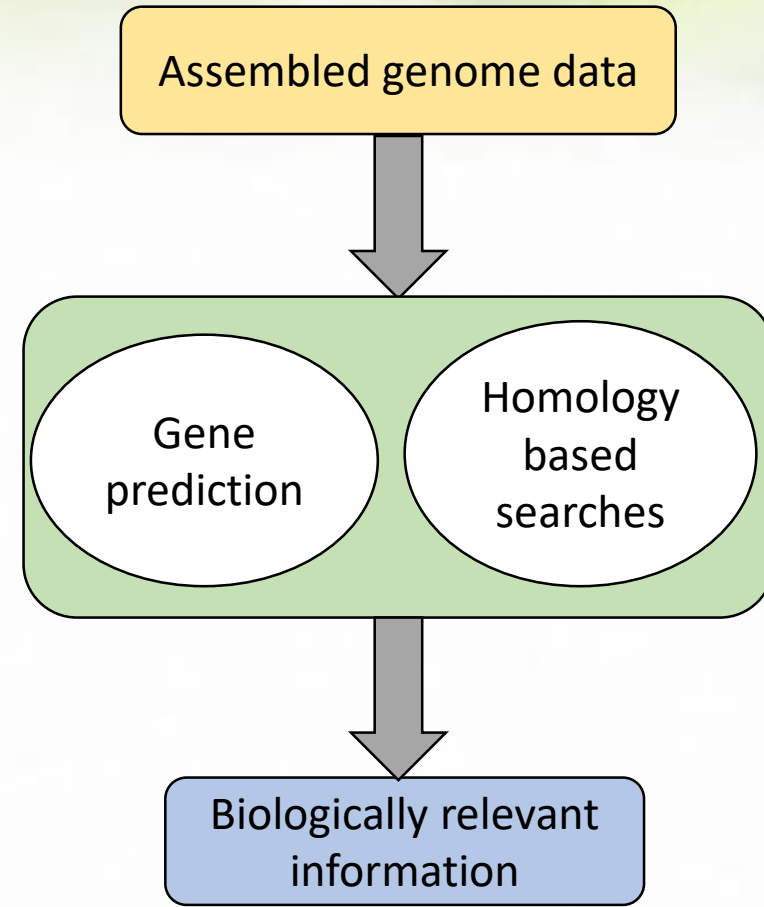 Assembled genome data
Gene
prediction
Homology
based
searches
Biologically relevant
information